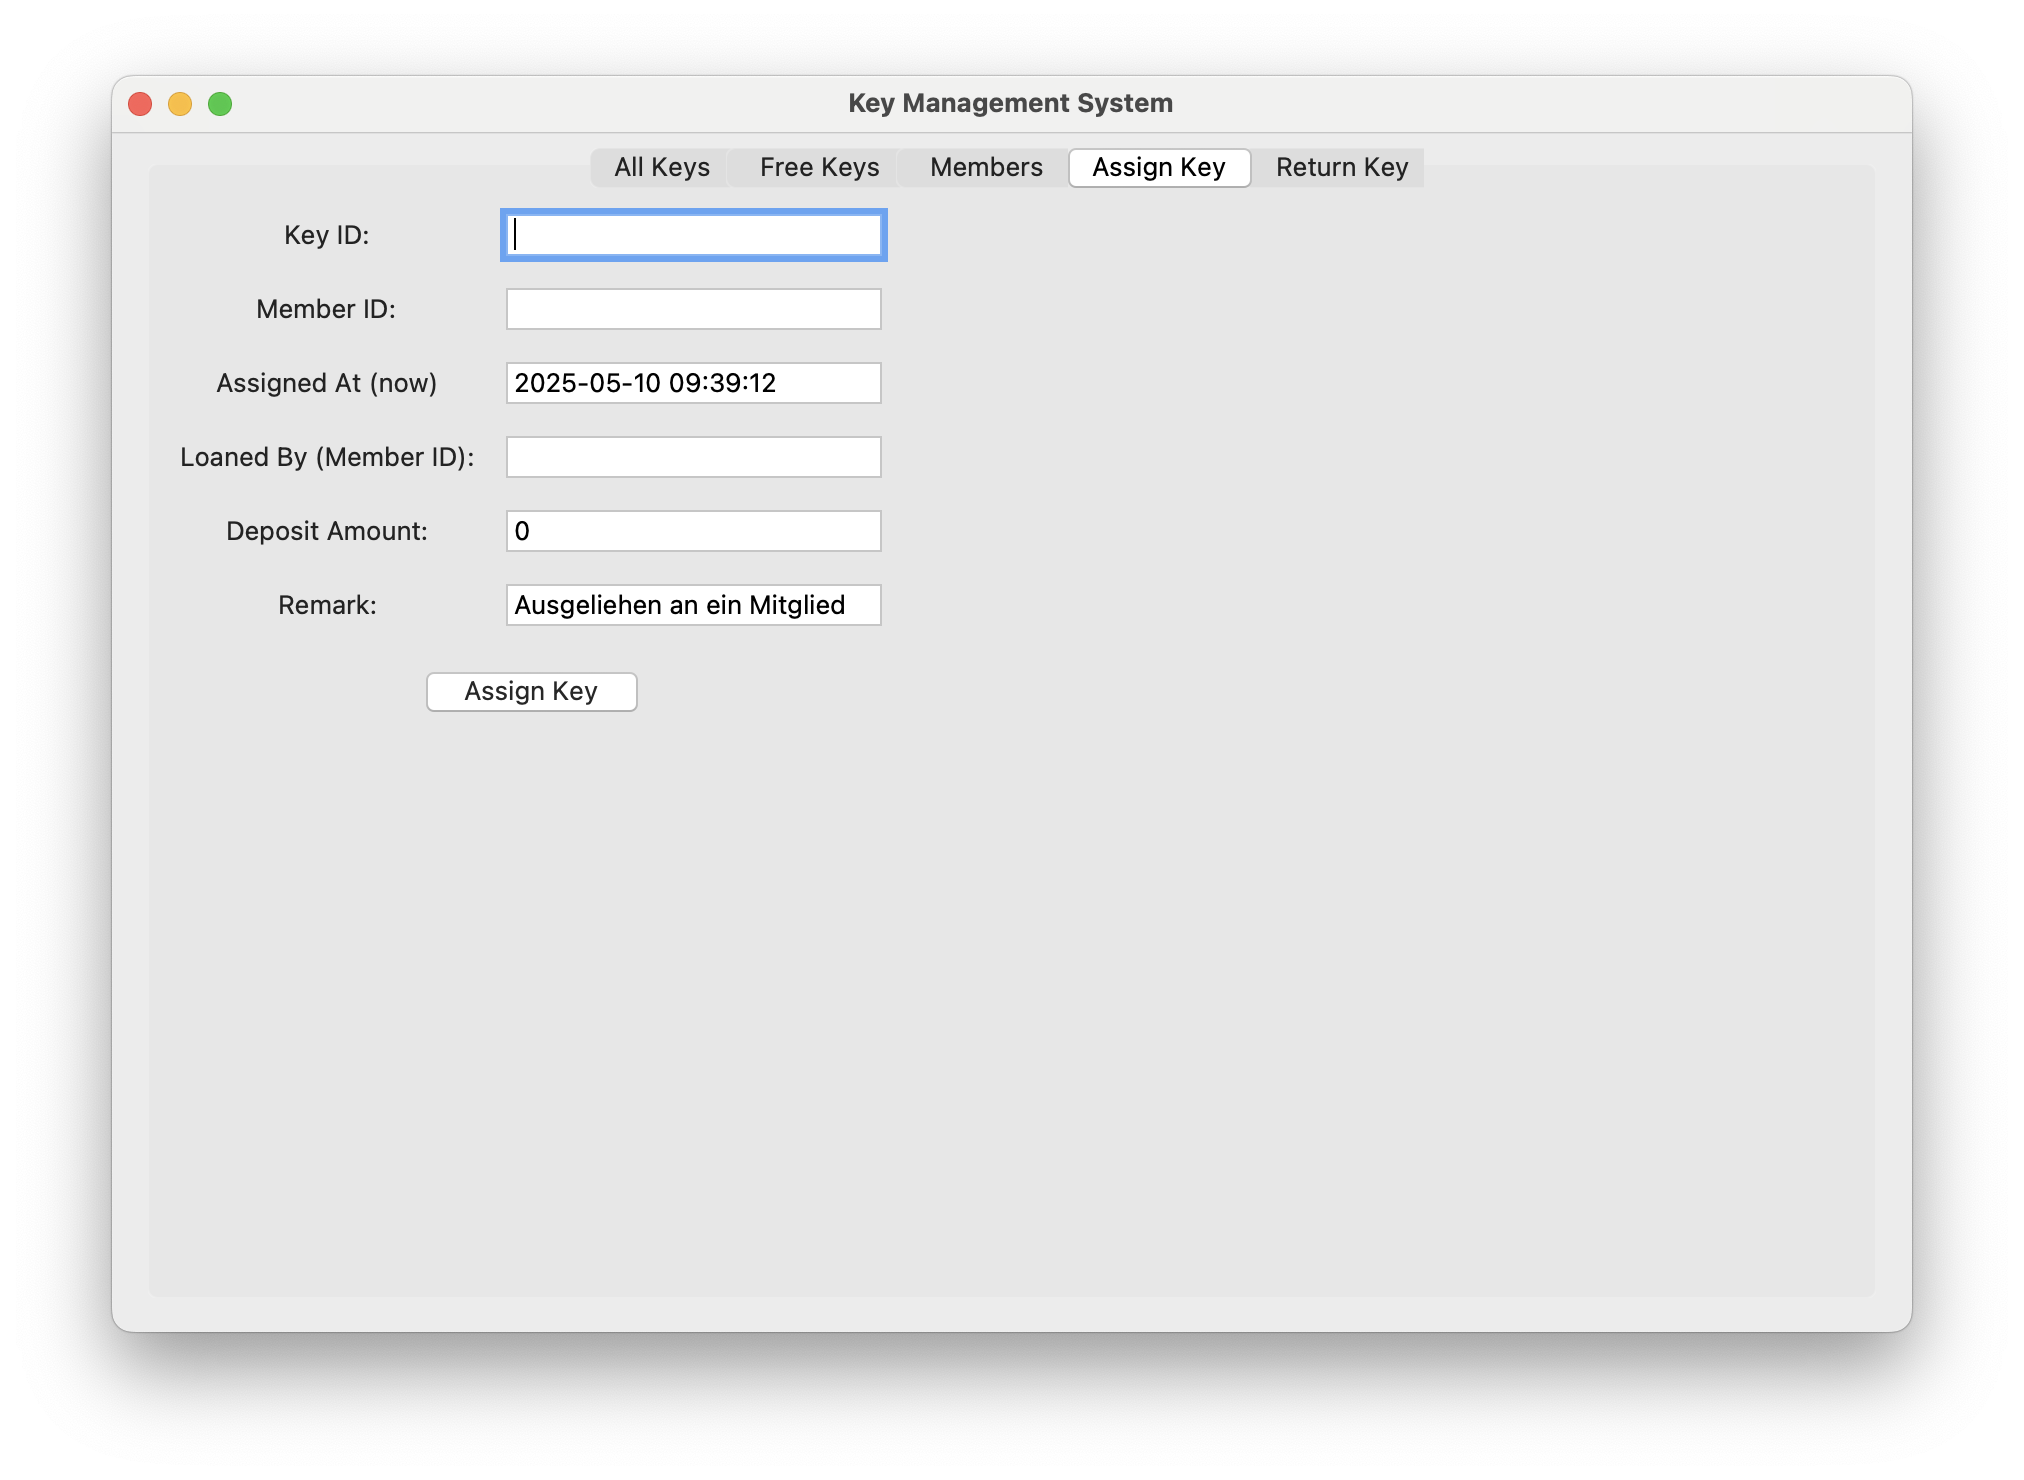 Key Management System
All Keys Free Keys Members Assign Key Return Key
Key ID:
Member ID:
Assigned At (now) 2025-05-10 09:39:12
Loaned By (Member ID):
Deposit Amount: 0
Remark: Ausgeliehen an ein Mitglied
Assign Key